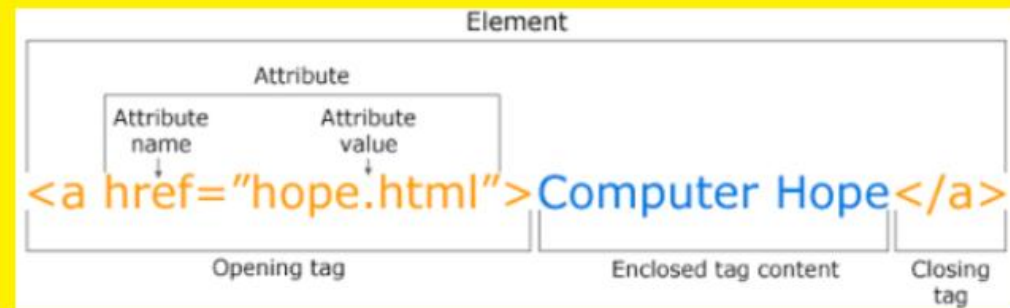 Element
Attribute
Attribute name
Attribute value
<a href="hope.html">Computer Hope</a>
Opening tag
Enclosed tag content
Closing tag